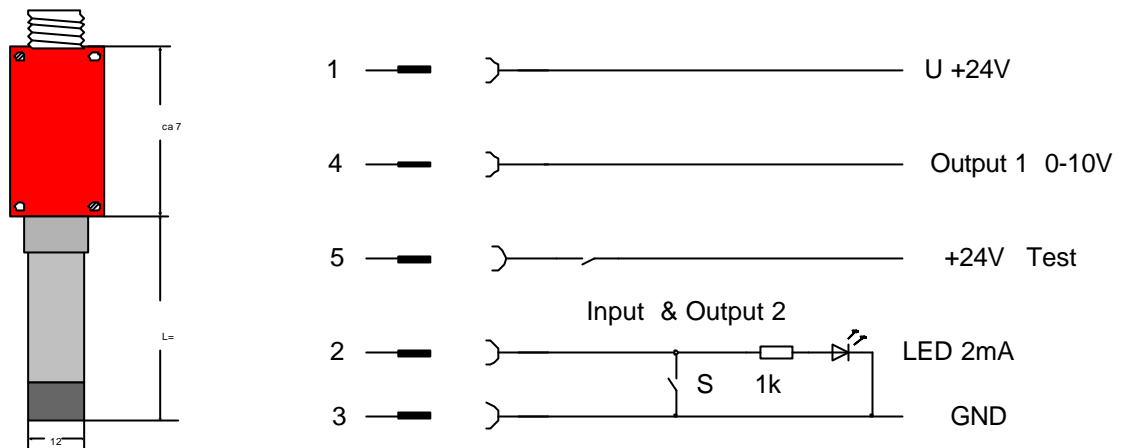 1 U +24V
ca 7
4 Output 1 0-10V
5 +24V Test
Input & Output 2
L=
2 LED 2mA
S 1k
3 GND
12